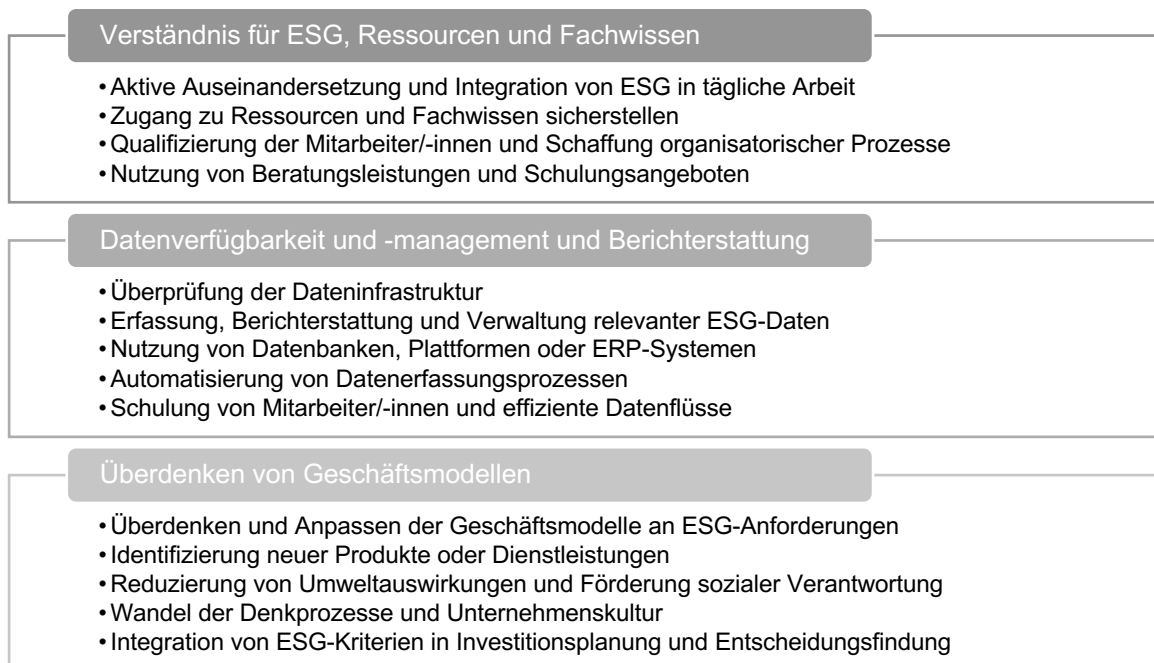 Verständnis für ESG, Ressourcen und Fachwissen
•Aktive Auseinandersetzung und Integration von ESG in tägliche Arbeit
•Zugang zu Ressourcen und Fachwissen sicherstellen
•Qualifizierung der Mitarbeiter/-innen und Schaffung organisatorischer Prozesse
•Nutzung von Beratungsleistungen und Schulungsangeboten
Datenverfügbarkeit und -management und Berichterstattung
•Überprüfung der Dateninfrastruktur
•Erfassung, Berichterstattung und Verwaltung relevanter ESG-Daten
•Nutzung von Datenbanken, Plattformen oder ERP-Systemen
•Automatisierung von Datenerfassungsprozessen
•Schulung von Mitarbeiter/-innen und effiziente Datenflüsse
Überdenken von Geschäftsmodellen
•Überdenken und Anpassen der Geschäftsmodelle an ESG-Anforderungen
•Identifizierung neuer Produkte oder Dienstleistungen
•Reduzierung von Umweltauswirkungen und Förderung sozialer Verantwortung
•Wandel der Denkprozesse und Unternehmenskultur
•Integration von ESG-Kriterien in Investitionsplanung und Entscheidungsfindung